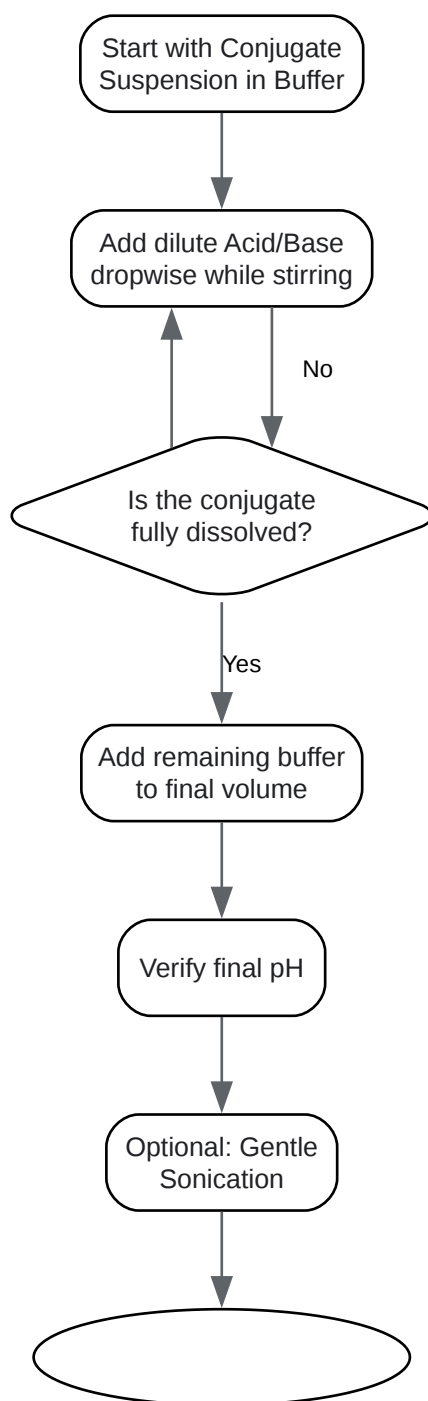 Start with Conjugate
Suspension in Buffer
Add dilute Acid/Base
dropwise while stirring
No
Is the conjugate
fully dissolved?
Yes
Add remaining buffer
to final volume
Verify final pH
Optional: Gentle
Sonication